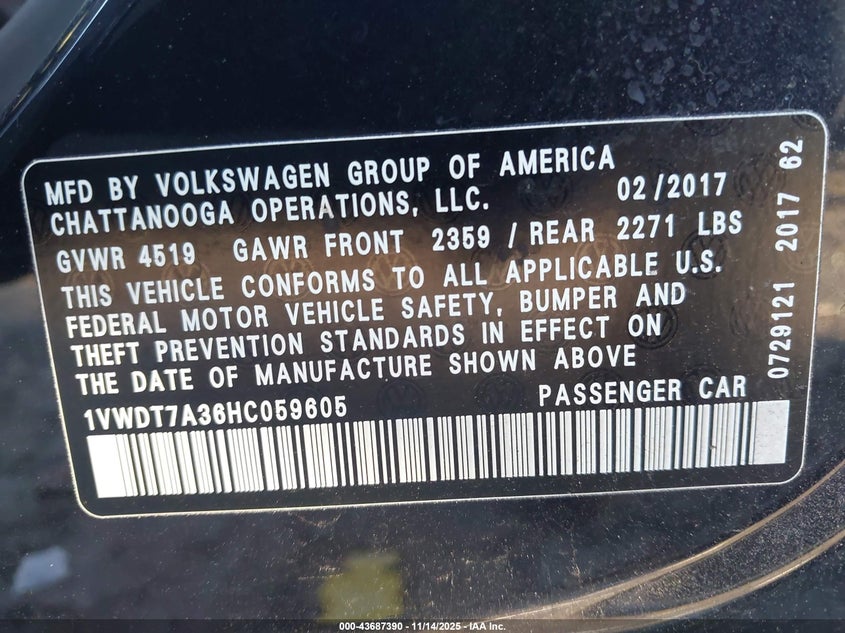 MFD BY VOLKSWAGEN GROUP OF AMERICA
CHATTANOOGA OPERATIONS, LLC. 02/2017
GVWR 4519 GAWR FRONT 2359 / REAR 2271 LBS
THIS VEHICLE CONFORMS TO ALL APPLICABLE U.S.
FEDERAL MOTOR VEHICLE SAFETY, BUMPER AND
THEFT PREVENTION STANDARDS IN EFFECT ON
THE DATE OF MANUFACTURE SHOWN ABOVE
1VWDT7A36HC059605 PASSENGER CAR
0729121 2017 62
000-43687390 - 11/14/2025 - IAA Inc.